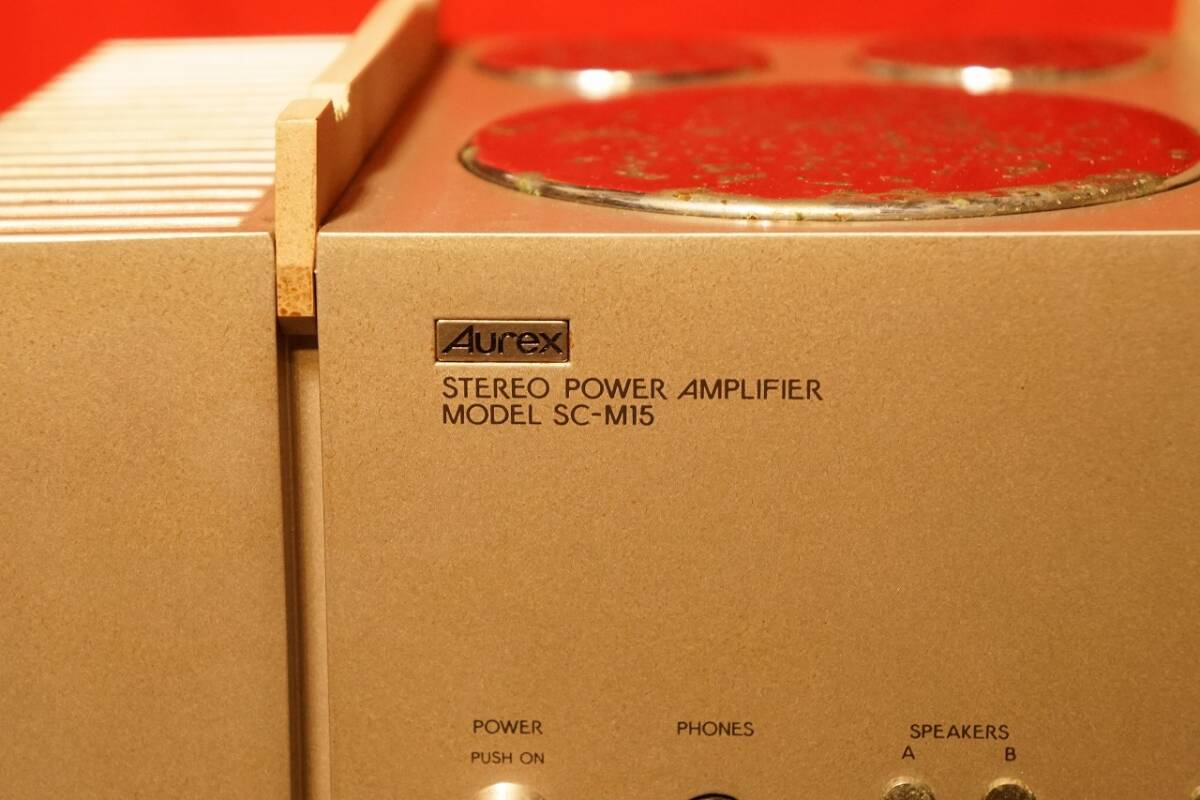 Aurex
STEREO POWER AMPLIFIER
MODEL SC-M15
POWER
PUSH ON
PHONES
SPEAKERS
A B